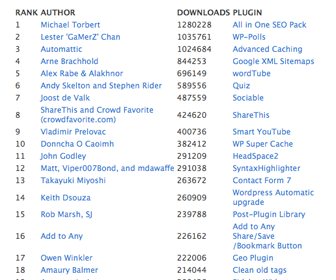 RANK AUTHOR DOWNLOADS PLUGIN
1 Michael Torbert 1280228 All in One SEO Pack
2 Lester 'GaMerZ' Chan 1035761 WP-Polls
3 Automattic 1024684 Advanced Caching
4 Arne Brachhold 844253 Google XML Sitemaps
5 Alex Rabe & Alakhnor 696149 wordTube
6 Andy Skelton and Stephen Rider 589556 Quiz
7 Joost de Valk 487559 Sociable
8 ShareThis and Crowd Favorite (crowdfavorite.com) 424620 ShareThis
9 Vladimir Prelovac 400736 Smart YouTube
10 Donncha O Caoimh 382412 WP Super Cache
11 John Godley 291209 HeadSpace2
12 Matt, Viper007Bond, and mdawaffe 291038 SyntaxHighlighter
13 Takayuki Miyoshi 263672 Contact Form 7
14 Keith Dsouza 260909 Wordpress Automatic upgrade
15 Rob Marsh, SJ 239788 Post-Plugin Library
16 Add to Any 226162 Add to Any Share/Save /Bookmark Button
17 Owen Winkler 222006 Geo Plugin
18 Amaury Balmer 214044 Clean old tags